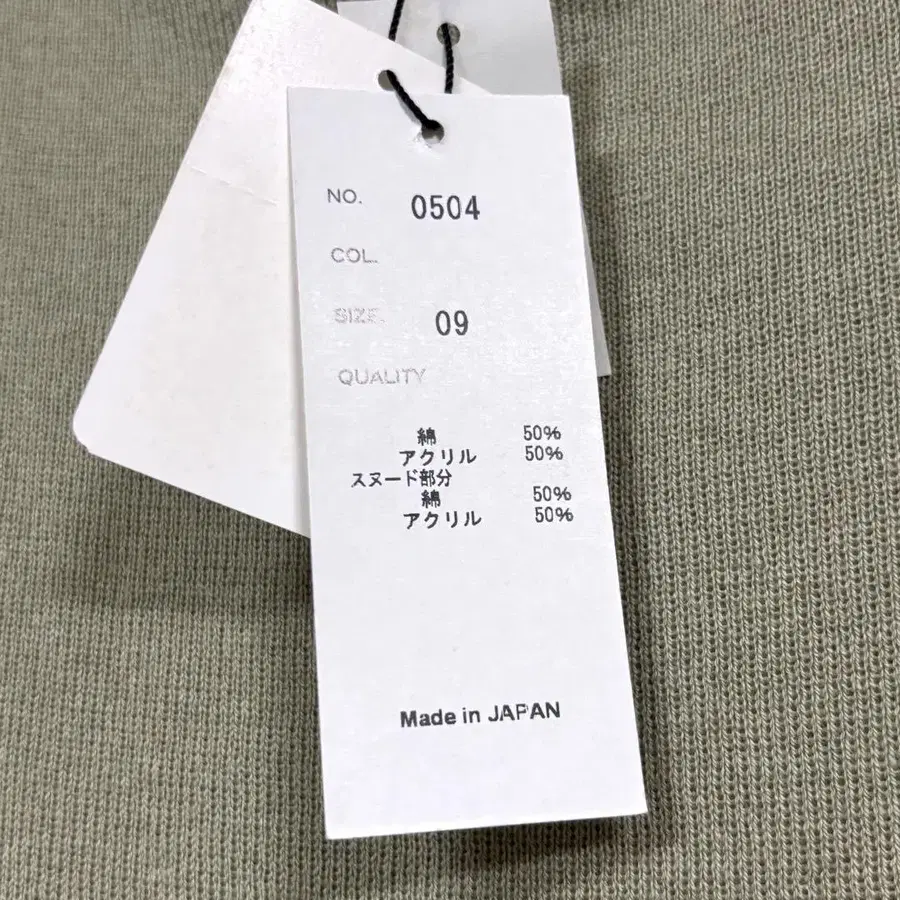 NO. 0504
COL.
SIZE. 09
QUALITY
綿 50%
アクリル 50%
スヌード部分
綿 50%
アクリル 50%
Made in JAPAN